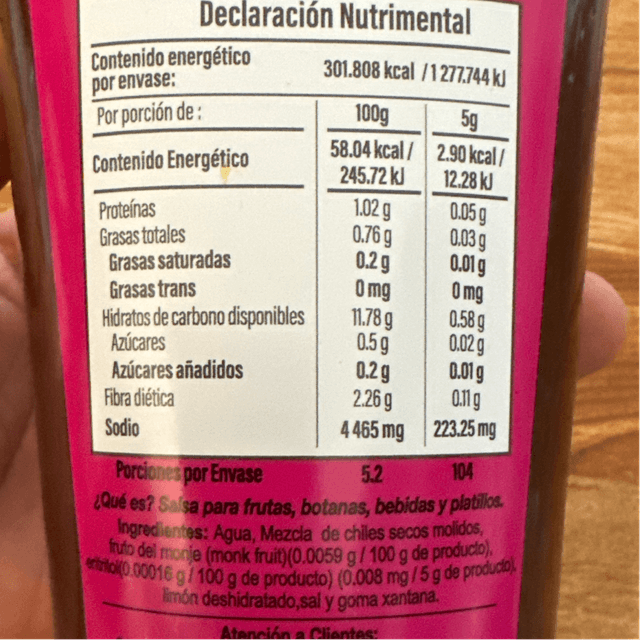 Declaración Nutrimental
Contenido energético
por envase: 301.808 kcal / 1 277.744 kJ
Por porción de : 100g 5g
Contenido Energético 58.04 kcal / 245.72 kJ 2.90 kcal / 12.28 kJ
Proteínas 1.02 g 0.05 g
Grasas totales 0.76 g 0.03 g
Grasas saturadas 0.2 g 0.01 g
Grasas trans 0 mg 0 mg
Hidratos de carbono disponibles 11.78 g 0.58 g
Azúcares 0.5 g 0.02 g
Azúcares añadidos 0.2 g 0.01 g
Fibra diética 2.26 g 0.11 g
Sodio 4 465 mg 223.25 mg
Porciones por Envase 5.2 104
¿Qué es? Salsa para frutas, botanas, bebidas y platillos.
Ingredientes: Agua, Mezcla de chiles secos molidos,
fruto del monje (monk fruit)(0.0059 g / 100 g de producto),
eritritol(0.00016 g / 100 g de producto) (0.008 mg / 5 g de producto),
limón deshidratado,sal y goma xantana.
Atención a Clientes: